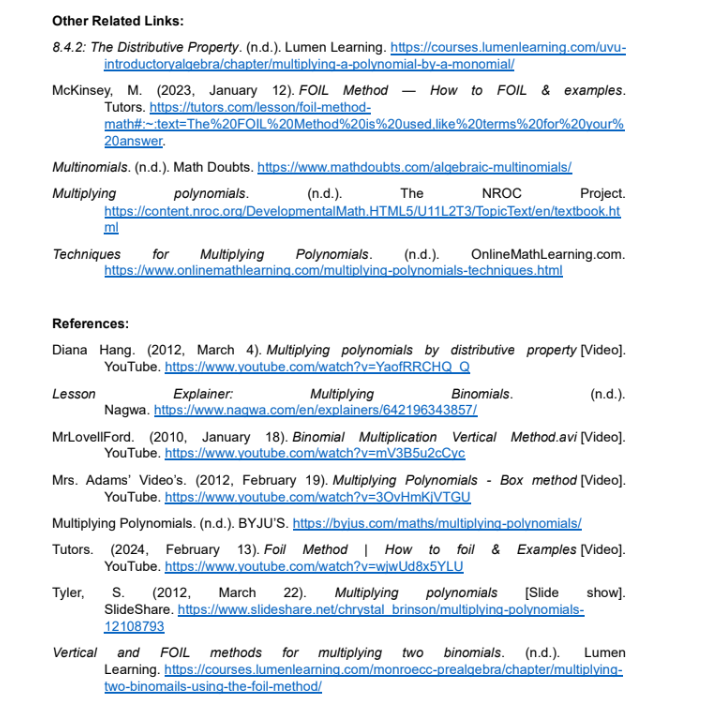 Other Related Links:
8.4.2: The Distributive Property. (n.d.). Lumen Learning. https://courses.lumenlearning.com/uvu-
introductoryalgebra/chapter/multiplying-a-polynomial-by-a-monomial/
McKinsey, M. (2023, January 12). FOIL Method — How to FOIL & examples.
Tutors. https://tutors.com/lesson/foil-method-
math#:~:text=The%20FOIL%20Method%20is%20used,like%20terms%20for%20your%
20answer.
Multinomials. (n.d.). Math Doubts. https://www.mathdoubts.com/algebraic-multinomials/
Multiplying polynomials. (n.d.). The NROC Project.
https://content.nroc.org/DevelopmentalMath.HTML5/U11L2T3/TopicText/en/textbook.ht
ml
Techniques for Multiplying Polynomials. (n.d.). OnlineMathLearning.com.
https://www.onlinemathlearning.com/multiplying-polynomials-techniques.html
References:
Diana Hang. (2012, March 4). Multiplying polynomials by distributive property [Video].
YouTube. https://www.youtube.com/watch?v=YaofRRCHQ_Q
Lesson Explainer: Multiplying Binomials. (n.d.).
Nagwa. https://www.nagwa.com/en/explainers/642196343857/
MrLovellFord. (2010, January 18). Binomial Multiplication Vertical Method.avi [Video].
YouTube. https://www.youtube.com/watch?v=mV3B5u2cCyc
Mrs. Adams’ Video’s. (2012, February 19). Multiplying Polynomials - Box method [Video].
YouTube. https://www.youtube.com/watch?v=3OvHmKjVTGU
Multiplying Polynomials. (n.d.). BYJU’S. https://byjus.com/maths/multiplying-polynomials/
Tutors. (2024, February 13). Foil Method | How to foil & Examples [Video].
YouTube. https://www.youtube.com/watch?v=wjwUd8x5YLU
Tyler, S. (2012, March 22). Multiplying polynomials [Slide show].
SlideShare. https://www.slideshare.net/chrystal_brinson/multiplying-polynomials-
12108793
Vertical and FOIL methods for multiplying two binomials. (n.d.). Lumen
Learning. https://courses.lumenlearning.com/monroecc-prealgebra/chapter/multiplying-
two-binomails-using-the-foil-method/